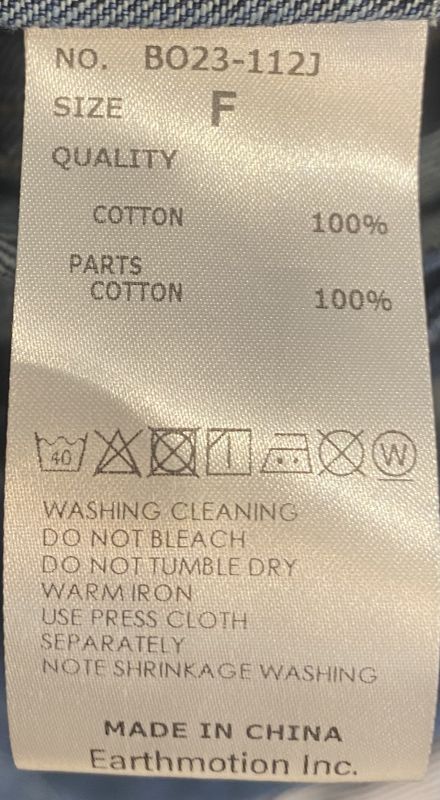 NO. BO23-112J
SIZE F
QUALITY
COTTON 100%
PARTS
COTTON 100%
40 W
WASHING CLEANING
DO NOT BLEACH
DO NOT TUMBLE DRY
WARM IRON
USE PRESS CLOTH
SEPARATELY
NOTE SHRINKAGE WASHING
MADE IN CHINA
Earthmotion Inc.